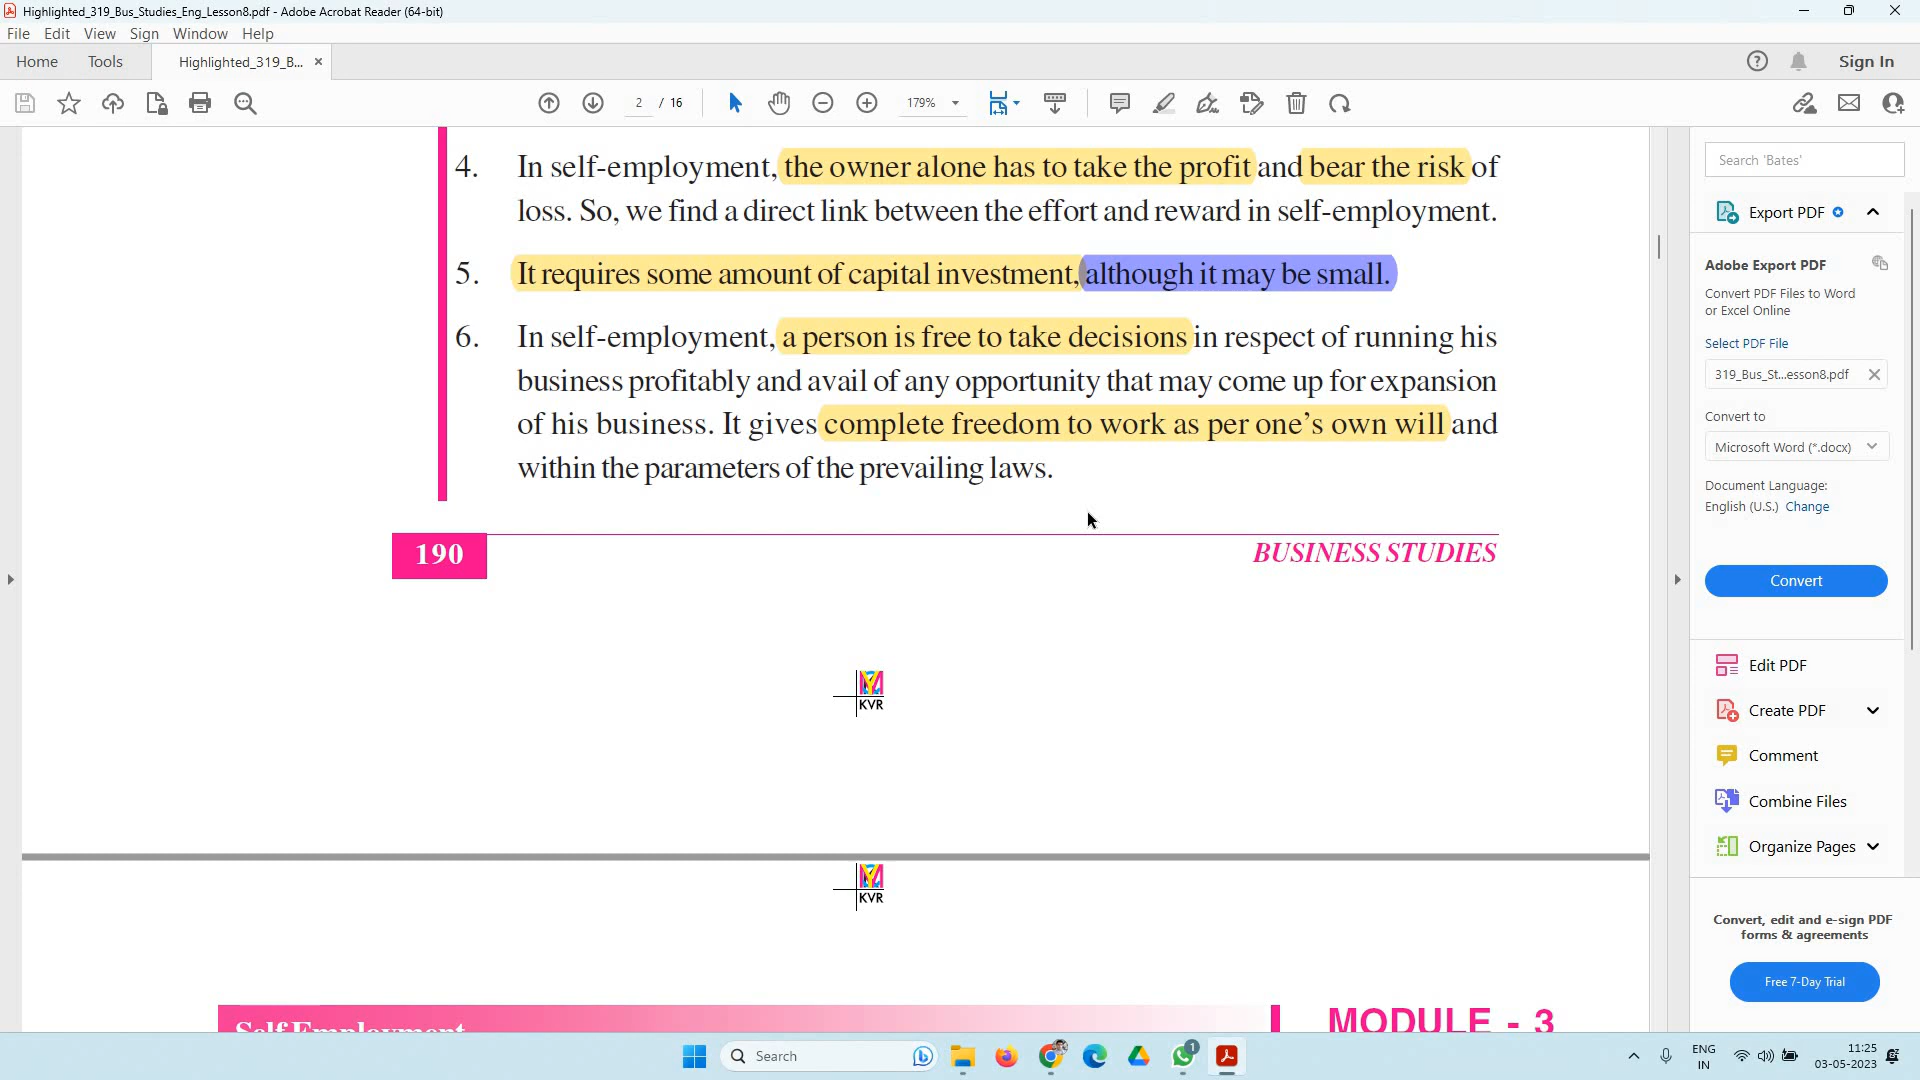 Highlighted_319_Bus_Studies_Eng_Lesson8.pdf - Adobe Acrobat Reader (64-bit)
File Edit View Sign Window Help
Home Tools Highlighted_319_B... × Sign In
2 / 16 179%
4. In self-employment, the owner alone has to take the profit and bear the risk of
loss. So, we find a direct link between the effort and reward in self-employment.
5. It requires some amount of capital investment, although it may be small.
6. In self-employment, a person is free to take decisions in respect of running his
business profitably and avail of any opportunity that may come up for expansion
of his business. It gives complete freedom to work as per one's own will and
within the parameters of the prevailing laws.
190 BUSINESS STUDIES
KVR
KVR
Self Employment
MODULE - 3
Search 'Bates'
Export PDF
Adobe Export PDF
Convert PDF Files to Word
or Excel Online
Select PDF File
319_Bus_St...esson8.pdf
Convert to
Microsoft Word (*.docx)
Document Language:
English (U.S.) Change
Convert
Edit PDF
Create PDF
Comment
Combine Files
Organize Pages
Convert, edit and e-sign PDF
forms & agreements
Free 7-Day Trial
Search
1
ENG
IN
11:25
03-05-2023